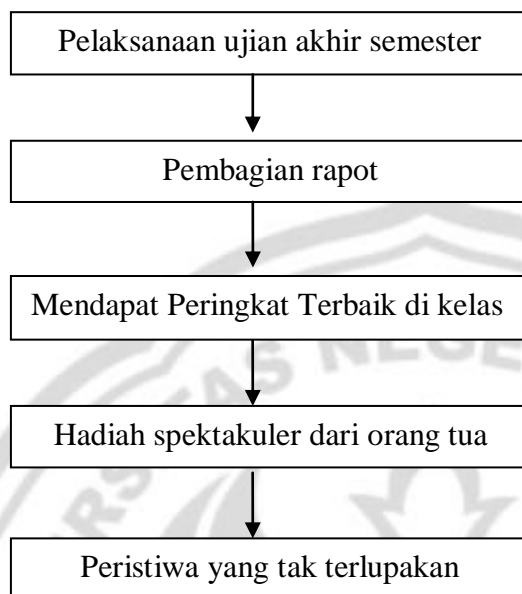 Pelaksanaan ujian akhir semester
Pembagian rapot
Mendapat Peringkat Terbaik di kelas
Hadiah spektakuler dari orang tua
Peristiwa yang tak terlupakan